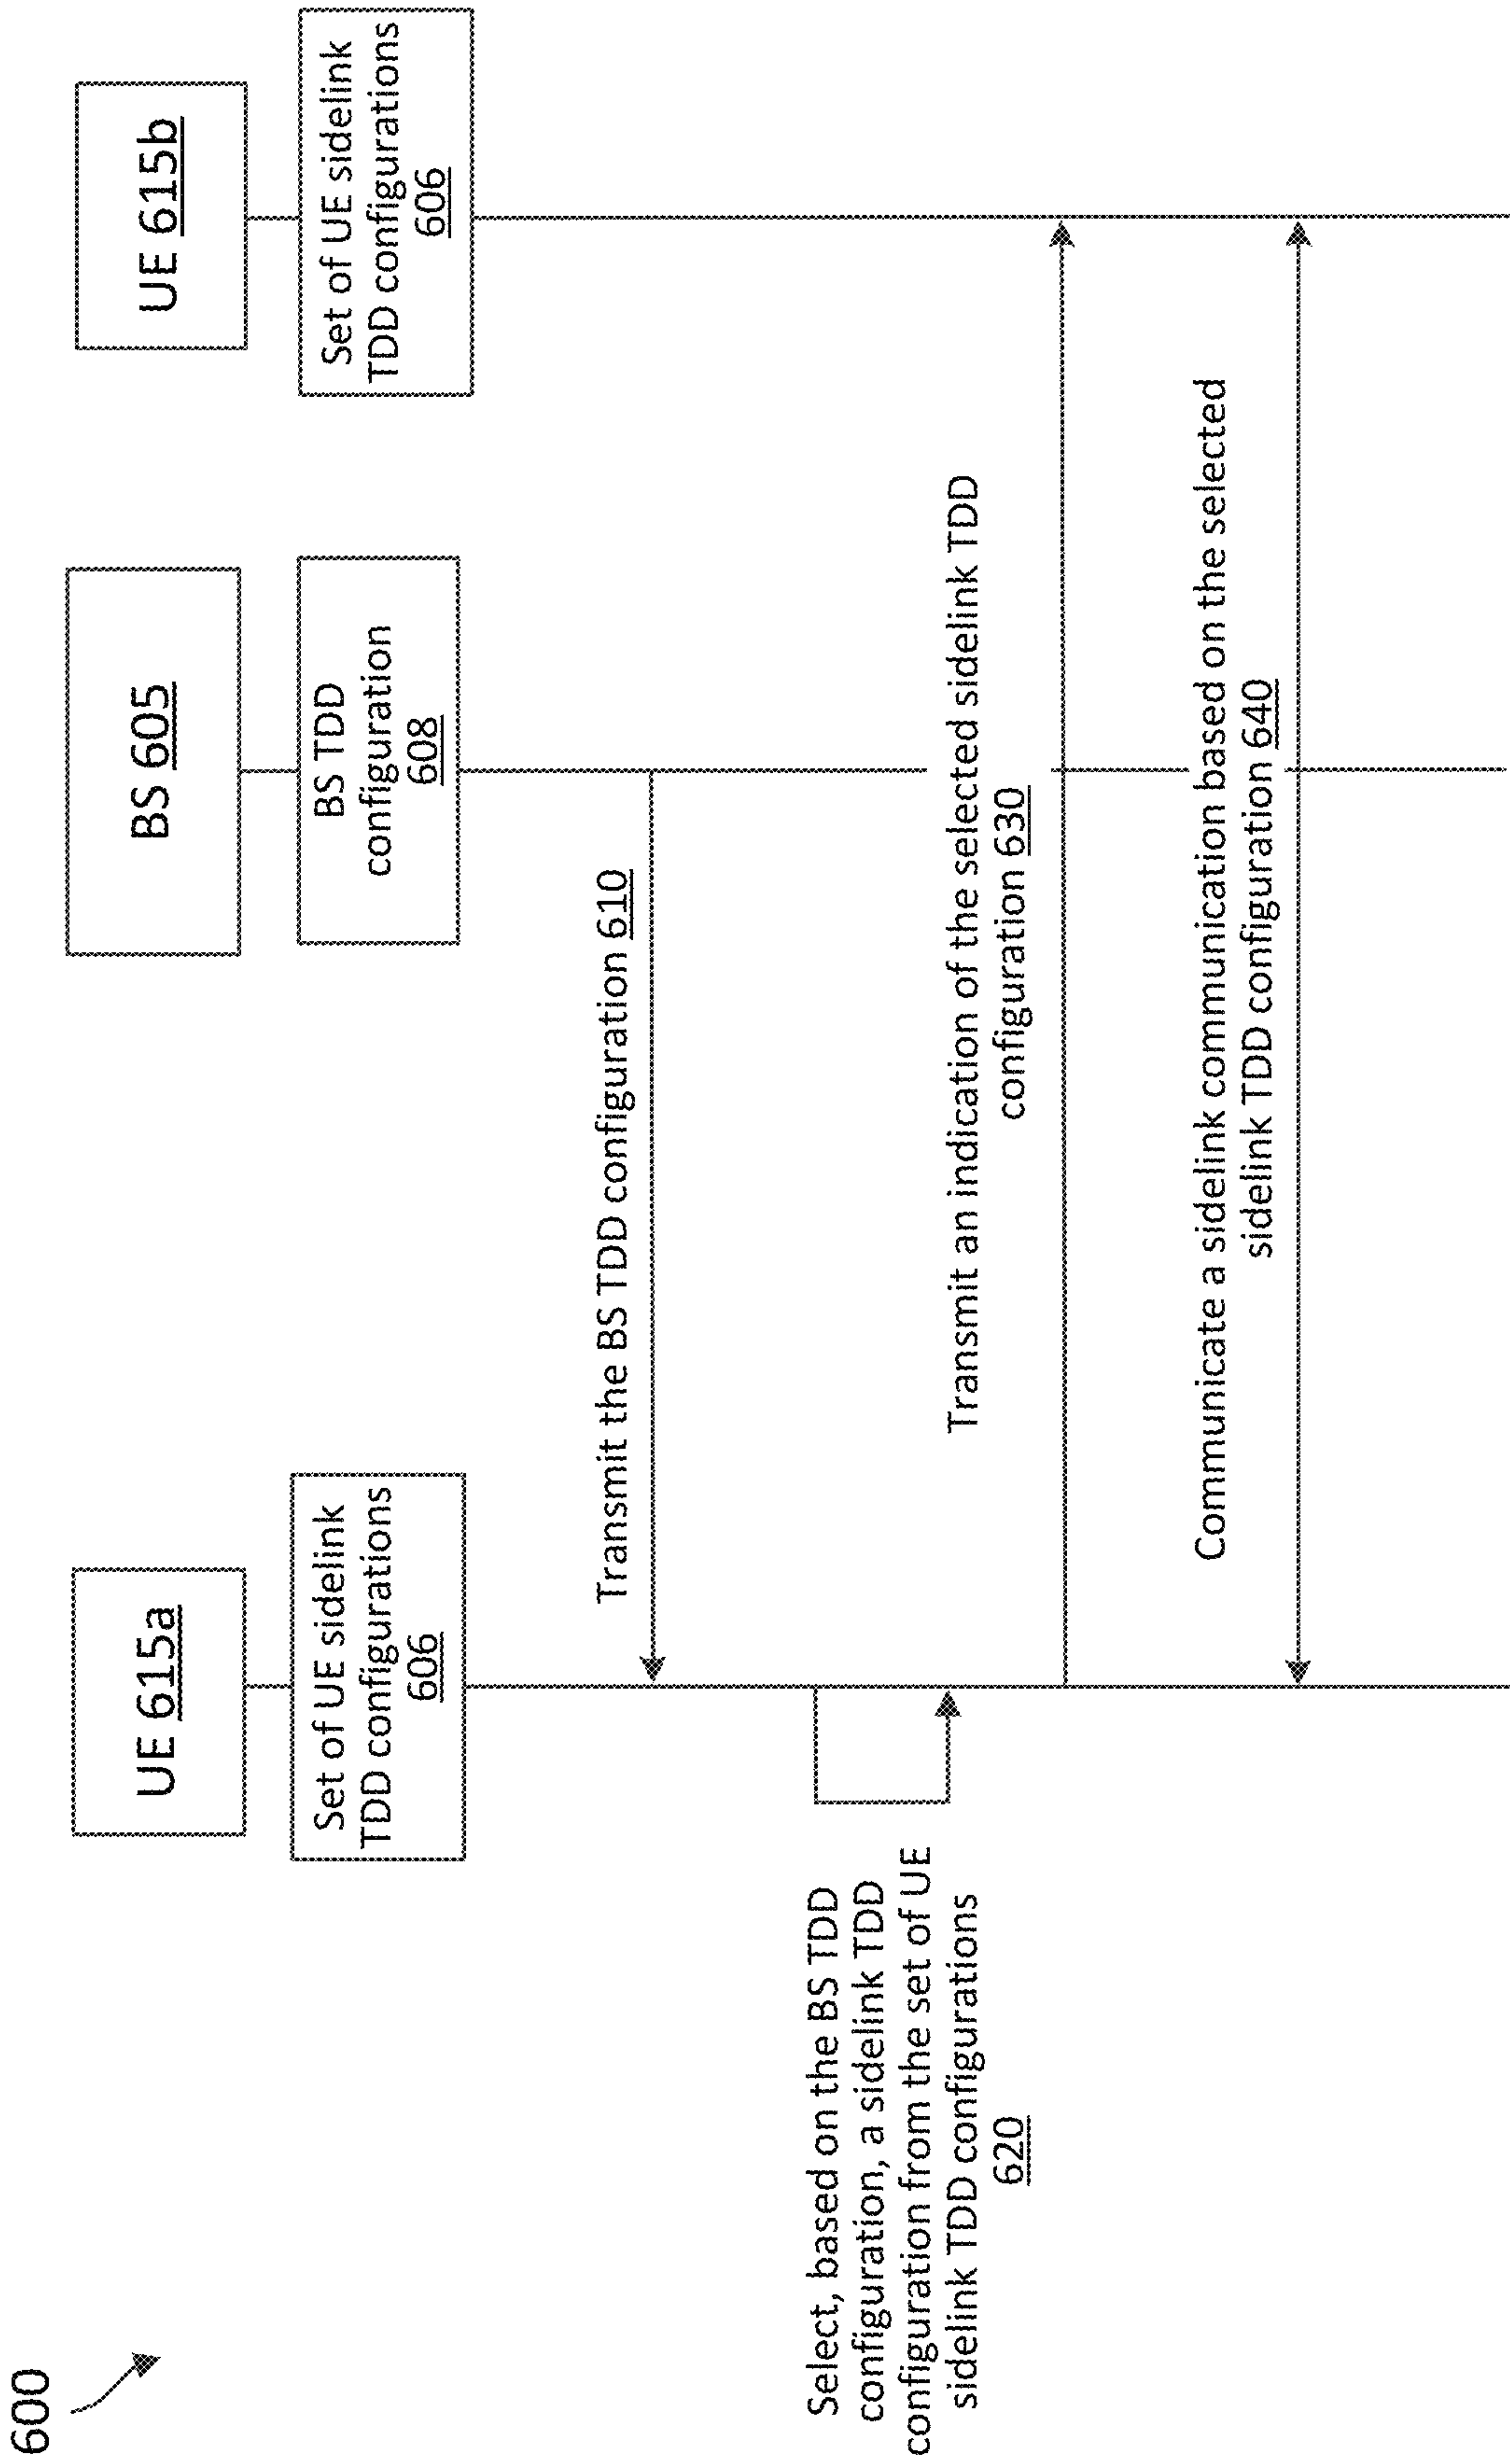 600
UE 615a
BS 605
UE 615b
Set of UE sidelink
TDD configurations
606
BS TDD
configuration
608
Set of UE sidelink
TDD configurations
606
Transmit the BS TDD configuration 610
Select, based on the BS TDD
configuration, a sidelink TDD
configuration from the set of UE
sidelink TDD configurations
620
Transmit an indication of the selected sidelink TDD
configuration 630
Communicate a sidelink communication based on the selected
sidelink TDD configuration 640